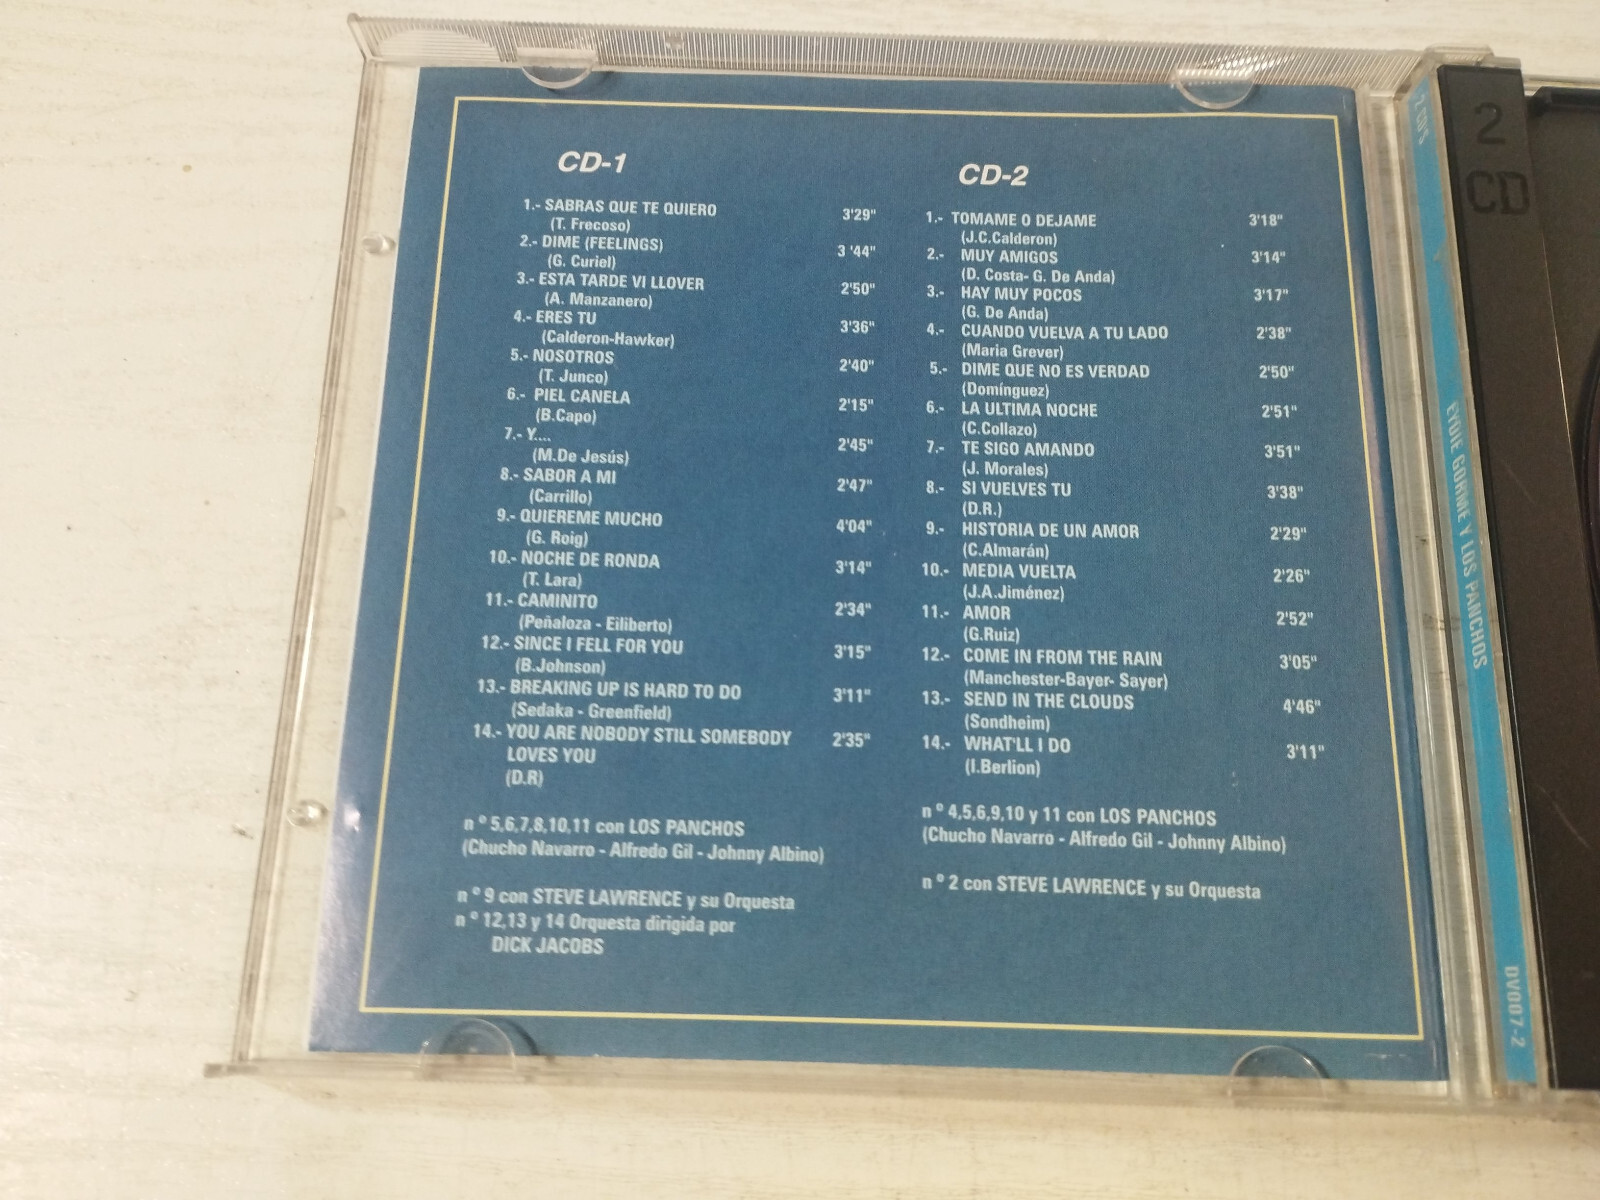 CD-1
1.- SABRAS QUE TE QUIERO 3'29"
(T. Frecoso)
2.- DIME (FEELINGS) 3 '44"
(G. Curiel)
3.- ESTA TARDE VI LLOVER 2'50"
(A. Manzanero)
4.- ERES TU 3'36"
(Calderon-Hawker)
5.- NOSOTROS 2'40"
(T. Junco)
6.- PIEL CANELA 2'15"
(B.Capo)
7.- Y.... 2'45"
(M.De Jesús)
8.- SABOR A MI 2'47"
(Carrillo)
9.- QUIEREME MUCHO 4'04"
(G. Roig)
10.- NOCHE DE RONDA 3'14"
(T. Lara)
11.- CAMINITO 2'34"
(Peñaloza - Eiliberto)
12.- SINCE I FELL FOR YOU 3'15"
(B.Johnson)
13.- BREAKING UP IS HARD TO DO 3'11"
(Sedaka - Greenfield)
14.- YOU ARE NOBODY STILL SOMEBODY 2'35"
LOVES YOU
(D.R)
n º 5,6,7,8,10,11 con LOS PANCHOS
(Chucho Navarro - Alfredo Gil - Johnny Albino)
n º 9 con STEVE LAWRENCE y su Orquesta
n º 12,13 y 14 Orquesta dirigida por
DICK JACOBS
CD-2
1.- TOMAME O DEJAME 3'18"
(J.C.Calderon)
2.- MUY AMIGOS 3'14"
(D. Costa- G. De Anda)
3.- HAY MUY POCOS 3'17"
(G. De Anda)
4.- CUANDO VUELVA A TU LADO 2'38"
(Maria Grever)
5.- DIME QUE NO ES VERDAD 2'50"
(Domínguez)
6.- LA ULTIMA NOCHE 2'51"
(C.Collazo)
7.- TE SIGO AMANDO 3'51"
(J. Morales)
8.- SI VUELVES TU 3'38"
(D.R.)
9.- HISTORIA DE UN AMOR 2'29"
(C.Almarán)
10.- MEDIA VUELTA 2'26"
(J.A.Jiménez)
11.- AMOR 2'52"
(G.Ruiz)
12.- COME IN FROM THE RAIN 3'05"
(Manchester-Bayer- Sayer)
13.- SEND IN THE CLOUDS 4'46"
(Sondheim)
14.- WHAT'LL I DO 3'11"
(I.Berlion)
n º 4,5,6,9,10 y 11 con LOS PANCHOS
(Chucho Navarro - Alfredo Gil - Johnny Albino)
n º 2 con STEVE LAWRENCE y su Orquesta
2 CD'S
EYDIE GORME Y LOS PANCHOS
DV007-2
2
CD